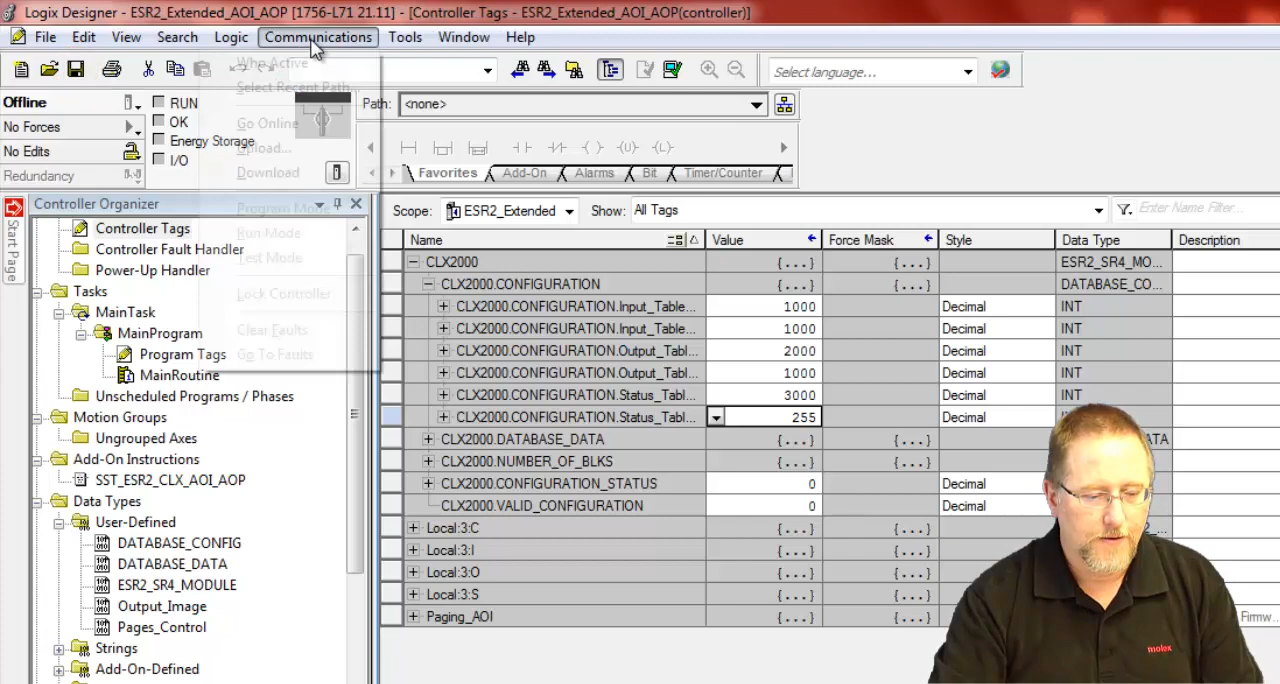 Logix Designer - ESR2_Extended_AOI_AOP [1756-L71 21.11] - [Controller Tags - ESR2_Extended_AOI_AOP(controller)]
File Edit View Search Logic Communications Tools Window Help
Who Active
Select Recent Path...
Go Online
Upload...
Download
Program Mode
Run Mode
Test Mode
Lock Controller
Clear Faults
Go To Faults
Select language...
Offline
No Forces
No Edits
Redundancy
RUN
OK
Energy Storage
I/O
Path: <none>
Favorites Add-On Alarms Bit Timer/Counter
Start Page
Controller Organizer
Controller Tags
Controller Fault Handler
Power-Up Handler
Tasks
MainTask
MainProgram
Program Tags
MainRoutine
Unscheduled Programs / Phases
Motion Groups
Ungrouped Axes
Add-On Instructions
SST_ESR2_CLX_AOI_AOP
Data Types
User-Defined
DATABASE_CONFIG
DATABASE_DATA
ESR2_SR4_MODULE
Output_Image
Pages_Control
Strings
Add-On-Defined
Scope: ESR2_Extended Show: All Tags Enter Name Filter...
Name Value Force Mask Style Data Type Description
CLX2000 {...} {...} ESR2_SR4_MO...
CLX2000.CONFIGURATION {...} {...} DATABASE_CO...
CLX2000.CONFIGURATION.Input_Table... 1000 Decimal INT
CLX2000.CONFIGURATION.Input_Table... 1000 Decimal INT
CLX2000.CONFIGURATION.Output_Tabl... 2000 Decimal INT
CLX2000.CONFIGURATION.Output_Tabl... 1000 Decimal INT
CLX2000.CONFIGURATION.Status_Tabl... 3000 Decimal INT
CLX2000.CONFIGURATION.Status_Tabl... 255 Decimal
CLX2000.DATABASE_DATA {...} {...}
CLX2000.NUMBER_OF_BLKS {...} {...}
CLX2000.CONFIGURATION_STATUS 0 Decimal
CLX2000.VALID_CONFIGURATION 0 Decimal
Local:3:C {...} {...}
Local:3:I {...} {...}
Local:3:O {...} {...}
Local:3:S {...} {...}
Paging_AOI {...} {...} Firmw...
molex